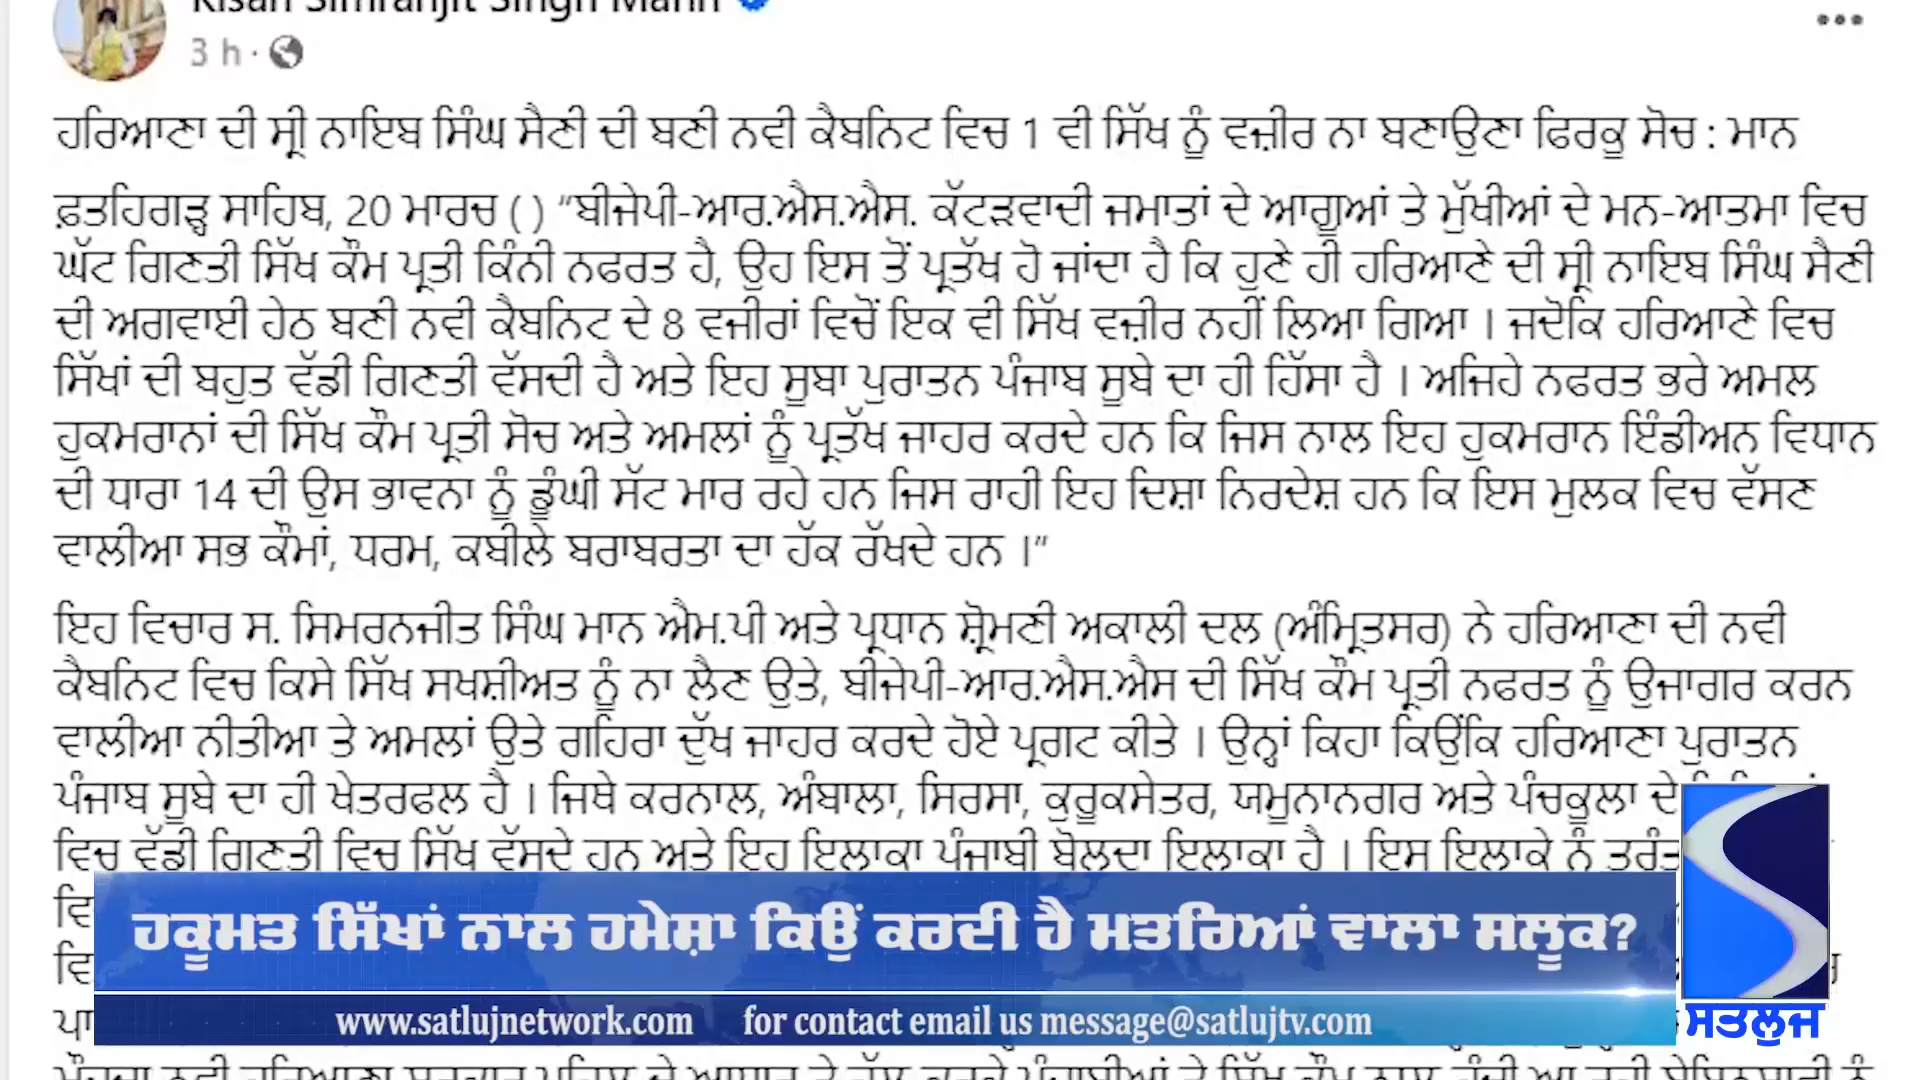 Kisan Simranjit Singh Mann
3 h ·
ਹਰਿਆਣਾ ਦੀ ਸ੍ਰੀ ਨਾਇਬ ਸਿੰਘ ਸੈਣੀ ਦੀ ਬਣੀ ਨਵੀ ਕੈਬਨਿਟ ਵਿਚ 1 ਵੀ ਸਿੱਖ ਨੂੰ ਵਜ਼ੀਰ ਨਾ ਬਣਾਉਣਾ ਫਿਰਕੂ ਸੋਚ : ਮਾਨ
ਫ਼ਤਹਿਗੜ੍ਹ ਸਾਹਿਬ, 20 ਮਾਰਚ ( ) “ਬੀਜੇਪੀ-ਆਰ.ਐਸ.ਐਸ. ਕੱਟੜਵਾਦੀ ਜਮਾਤਾਂ ਦੇ ਆਗੂਆਂ ਤੇ ਮੁੱਖੀਆਂ ਦੇ ਮਨ-ਆਤਮਾ ਵਿਚ
ਘੱਟ ਗਿਣਤੀ ਸਿੱਖ ਕੌਮ ਪ੍ਰਤੀ ਕਿੰਨੀ ਨਫਰਤ ਹੈ, ਉਹ ਇਸ ਤੋਂ ਪ੍ਰਤੱਖ ਹੋ ਜਾਂਦਾ ਹੈ ਕਿ ਹੁਣੇ ਹੀ ਹਰਿਆਣੇ ਦੀ ਸ੍ਰੀ ਨਾਇਬ ਸਿੰਘ ਸੈਣੀ
ਦੀ ਅਗਵਾਈ ਹੇਠ ਬਣੀ ਨਵੀ ਕੈਬਨਿਟ ਦੇ 8 ਵਜੀਰਾਂ ਵਿਚੋਂ ਇਕ ਵੀ ਸਿੱਖ ਵਜ਼ੀਰ ਨਹੀਂ ਲਿਆ ਗਿਆ । ਜਦੋਕਿ ਹਰਿਆਣੇ ਵਿਚ
ਸਿੱਖਾਂ ਦੀ ਬਹੁਤ ਵੱਡੀ ਗਿਣਤੀ ਵੱਸਦੀ ਹੈ ਅਤੇ ਇਹ ਸੂਬਾ ਪੁਰਾਤਨ ਪੰਜਾਬ ਸੂਬੇ ਦਾ ਹੀ ਹਿੱਸਾ ਹੈ । ਅਜਿਹੇ ਨਫਰਤ ਭਰੇ ਅਮਲ
ਹੁਕਮਰਾਨਾਂ ਦੀ ਸਿੱਖ ਕੌਮ ਪ੍ਰਤੀ ਸੋਚ ਅਤੇ ਅਮਲਾਂ ਨੂੰ ਪ੍ਰਤੱਖ ਜਾਹਰ ਕਰਦੇ ਹਨ ਕਿ ਜਿਸ ਨਾਲ ਇਹ ਹੁਕਮਰਾਨ ਇੰਡੀਅਨ ਵਿਧਾਨ
ਦੀ ਧਾਰਾ 14 ਦੀ ਉਸ ਭਾਵਨਾ ਨੂੰ ਡੂੰਘੀ ਸੱਟ ਮਾਰ ਰਹੇ ਹਨ ਜਿਸ ਰਾਹੀ ਇਹ ਦਿਸ਼ਾ ਨਿਰਦੇਸ਼ ਹਨ ਕਿ ਇਸ ਮੁਲਕ ਵਿਚ ਵੱਸਣ
ਵਾਲੀਆ ਸਭ ਕੌਮਾਂ, ਧਰਮ, ਕਬੀਲੇ ਬਰਾਬਰਤਾ ਦਾ ਹੱਕ ਰੱਖਦੇ ਹਨ ।”
ਇਹ ਵਿਚਾਰ ਸ. ਸਿਮਰਨਜੀਤ ਸਿੰਘ ਮਾਨ ਐਮ.ਪੀ ਅਤੇ ਪ੍ਰਧਾਨ ਸ਼੍ਰੋਮਣੀ ਅਕਾਲੀ ਦਲ (ਅੰਮ੍ਰਿਤਸਰ) ਨੇ ਹਰਿਆਣਾ ਦੀ ਨਵੀ
ਕੈਬਨਿਟ ਵਿਚ ਕਿਸੇ ਸਿੱਖ ਸਖਸ਼ੀਅਤ ਨੂੰ ਨਾ ਲੈਣ ਉਤੇ, ਬੀਜੇਪੀ-ਆਰ.ਐਸ.ਐਸ ਦੀ ਸਿੱਖ ਕੌਮ ਪ੍ਰਤੀ ਨਫਰਤ ਨੂੰ ਉਜਾਗਰ ਕਰਨ
ਵਾਲੀਆ ਨੀਤੀਆ ਤੇ ਅਮਲਾਂ ਉਤੇ ਗਹਿਰਾ ਦੁੱਖ ਜਾਹਰ ਕਰਦੇ ਹੋਏ ਪ੍ਰਗਟ ਕੀਤੇ । ਉਨ੍ਹਾਂ ਕਿਹਾ ਕਿਉਂਕਿ ਹਰਿਆਣਾ ਪੁਰਾਤਨ
ਪੰਜਾਬ ਸੂਬੇ ਦਾ ਹੀ ਖੇਤਰਫਲ ਹੈ । ਜਿਥੇ ਕਰਨਾਲ, ਅੰਬਾਲਾ, ਸਿਰਸਾ, ਕੁਰੂਕਸੇਤਰ, ਯਮੁਨਾਨਗਰ ਅਤੇ ਪੰਚਕੂਲਾ ਦੇ
ਵਿਚ ਵੱਡੀ ਗਿਣਤੀ ਵਿਚ ਸਿੱਖ ਵੱਸਦੇ ਹਨ ਅਤੇ ਇਹ ਇਲਾਕਾ ਪੰਜਾਬੀ ਬੋਲਦਾ ਇਲਾਕਾ ਹੈ । ਇਸ ਇਲਾਕੇ ਨੂੰ ਤੁਰੰਤ
ਹਕੂਮਤ ਸਿੱਖਾਂ ਨਾਲ ਹਮੇਸ਼ਾ ਕਿਉਂ ਕਰਦੀ ਹੈ ਮਤਰਿਆਂ ਵਾਲਾ ਸਲੂਕ?
www.satlujnetwork.com for contact email us message@satlujtv.com
ਸਤਲੁਜ